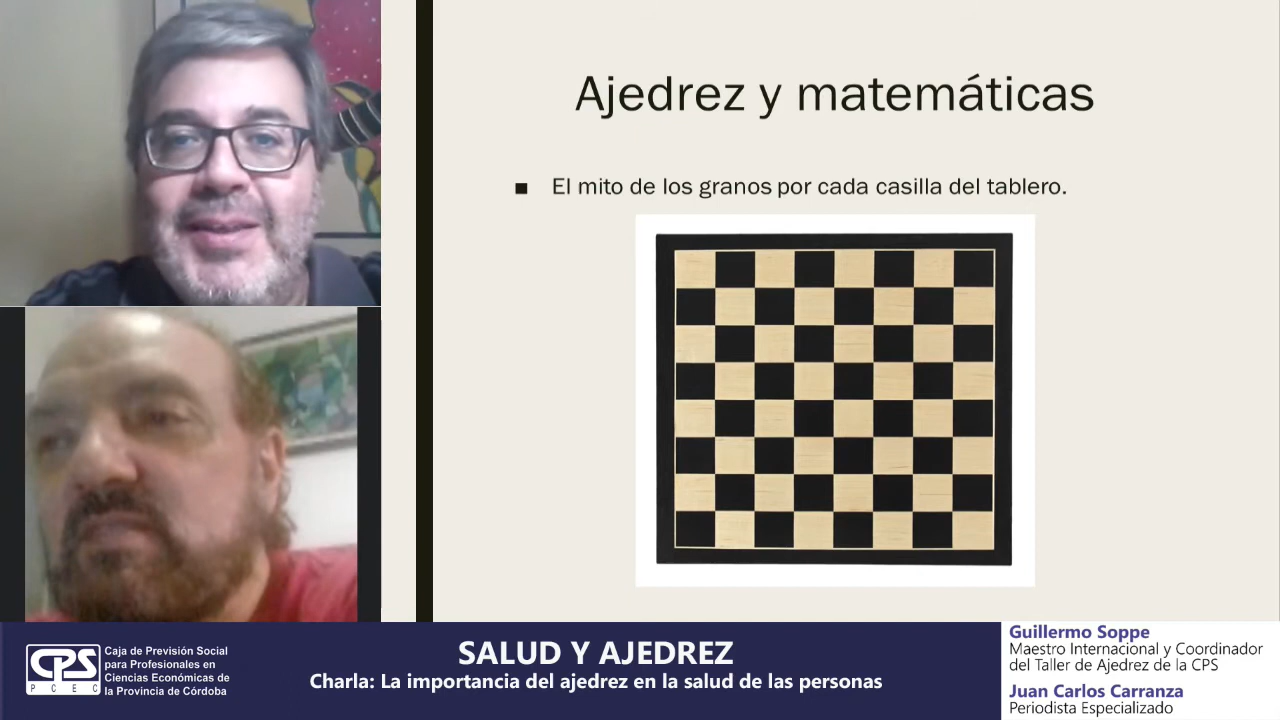 Ajedrez y matemáticas
El mito de los granos por cada casilla del tablero.
CPS
PCEC
Caja de Previsión Social
para Profesionales en
Ciencias Económicas de
la Provincia de Córdoba
SALUD Y AJEDREZ
Charla: La importancia del ajedrez en la salud de las personas
Guillermo Soppe
Maestro Internacional y Coordinador
del Taller de Ajedrez de la CPS
Juan Carlos Carranza
Periodista Especializado